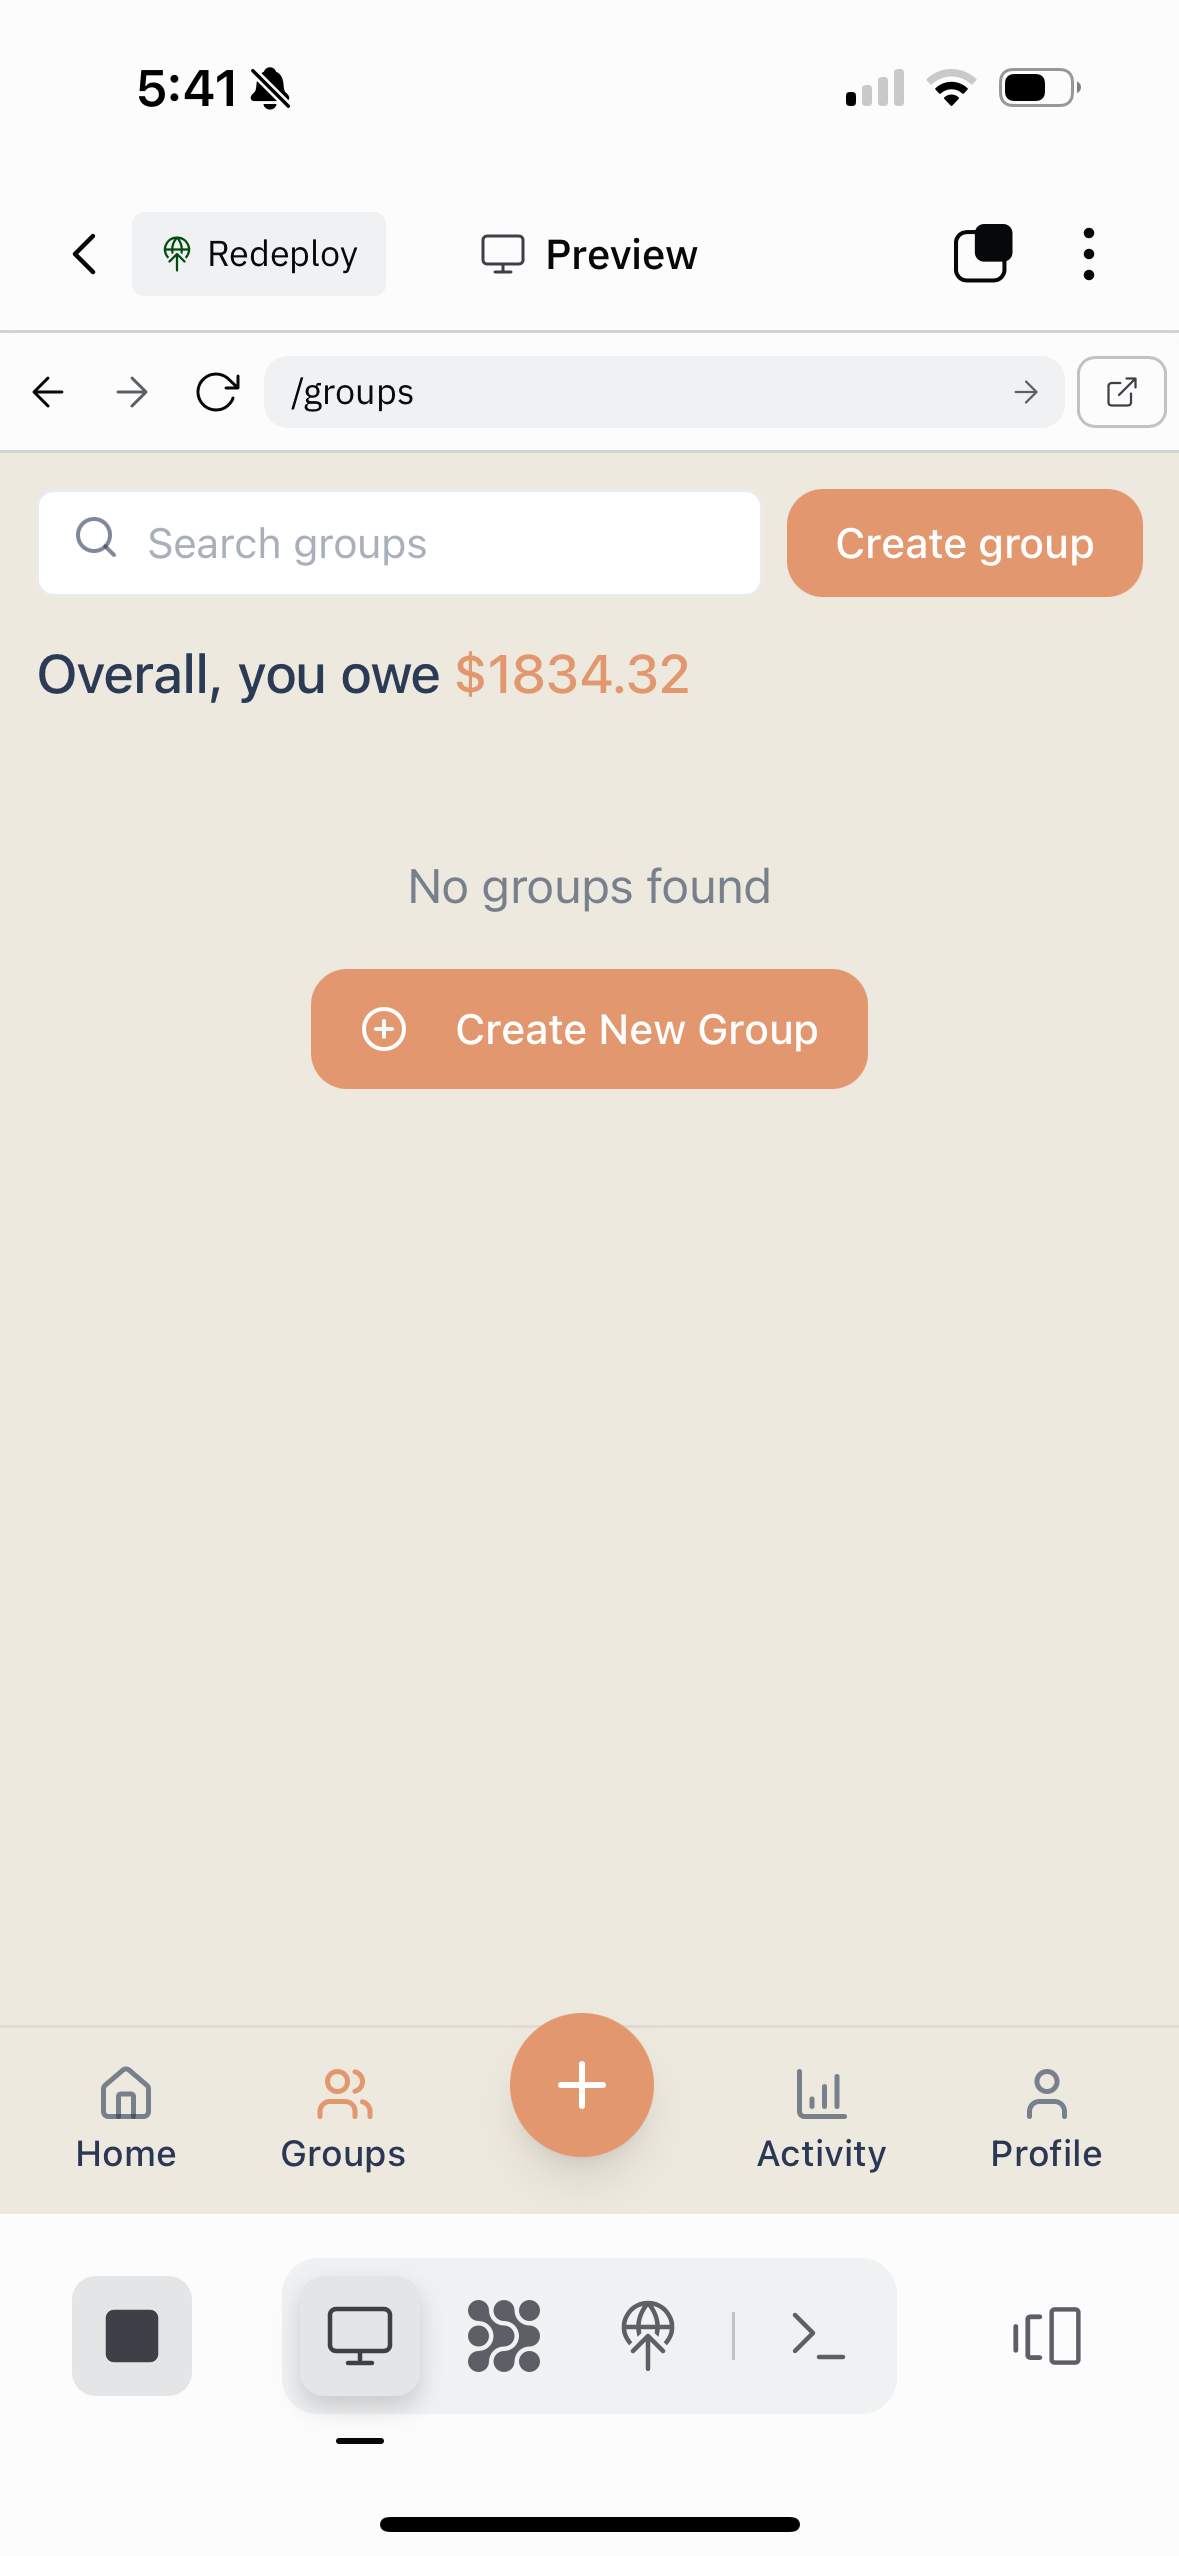 5:41
Redeploy
Preview
/groups
Search groups
Create group
Overall, you owe $1834.32
No groups found
Create New Group
Home
Groups
Activity
Profile